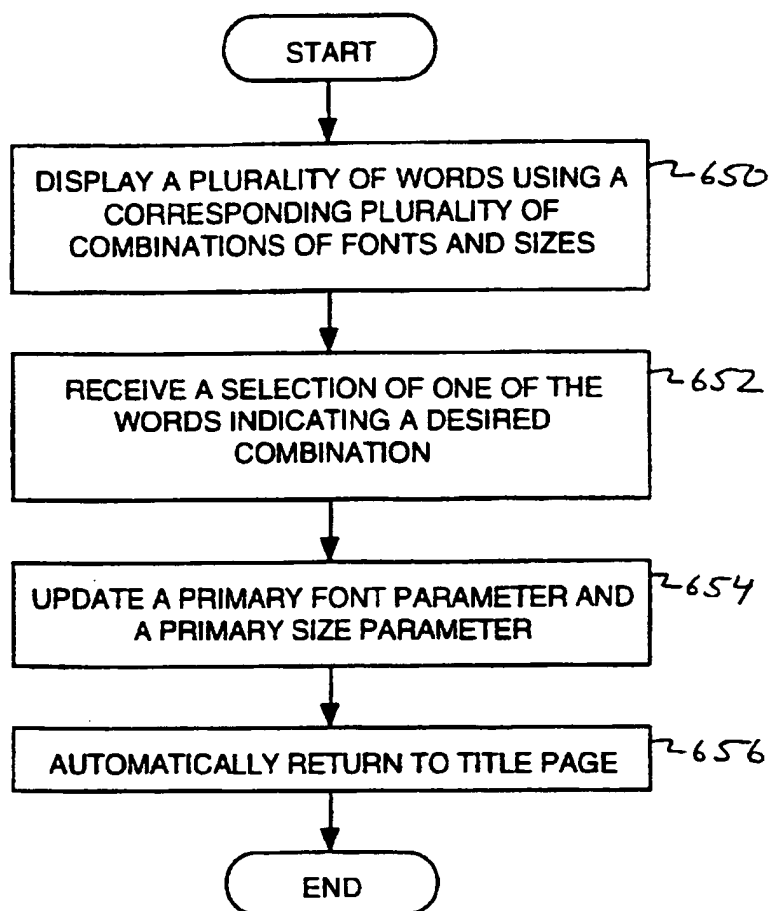 START
DISPLAY A PLURALITY OF WORDS USING A
650
CORRESPONDING PLURALITY OF
COMBINATIONS OF FONTS AND SIZES
RECEIVE A SELECTION OF ONE OF THE
652
WORDS INDICATING A DESIRED
COMBINATION
UPDATE A PRIMARY FONT PARAMETER AND
654
A PRIMARY SIZE PARAMETER
AUTOMATICALLY RETURN TO TITLE PAGE
656
END